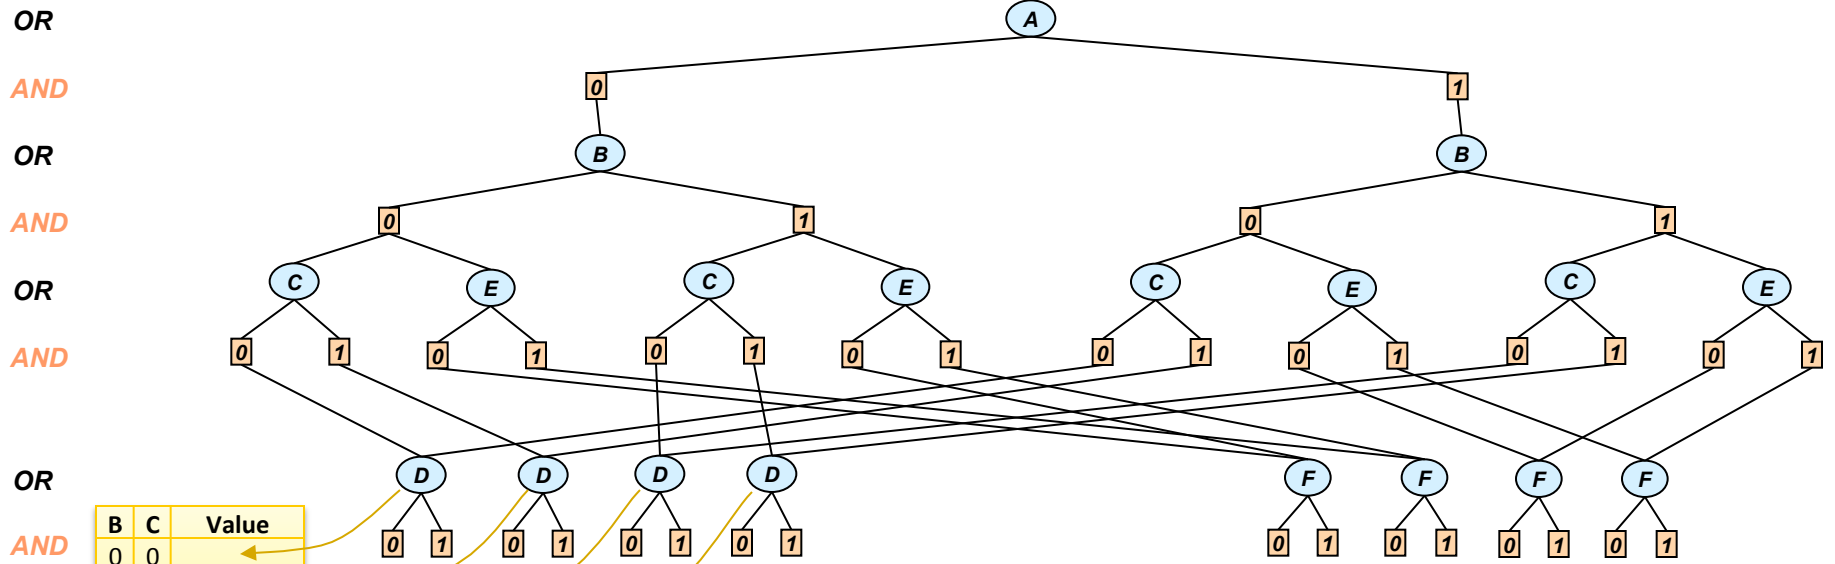 OR A
AND 0 1
OR B B
AND 0 1 0 1
OR C E C E C E C E
AND 0 1 0 1 0 1 0 1 0 1 0 1 0 1 0 1
OR D D D D F F F F
B C Value
AND 0 1 0 1 0 1 0 1 0 1 0 1 0 1 0 1
0 0